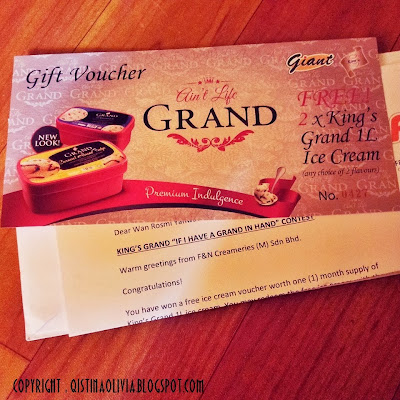 Gift Voucher
Giant
Ain't Life
GRAND
NEW LOOK!
GRAND
GRAND
Premium Indulgence
FREE!
2 x King's
Grand 1L
Ice Cream
(any choice of 2 flavours)
No.
Dear Wan Rosmi
KING'S GRAND "IF I HAVE A GRAND IN HAND" CONTEST
Warm greetings from F&N Creameries (M) Sdn Bhd.
Congratulations!
You have won a free ice cream voucher worth one (1) month supply of
King's Grand 1L ice cream.
COPYRIGHT . QISTINAOLIVIA.BLOGSPOT.COM